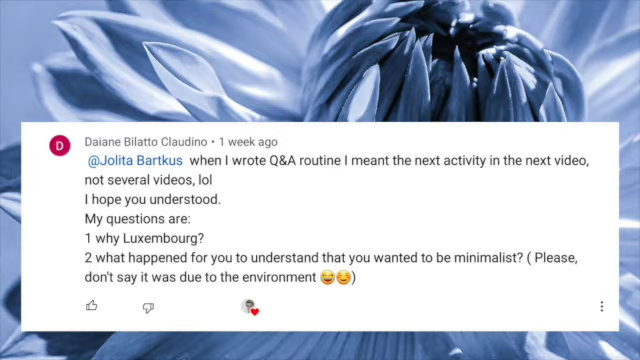 D
Daiane Bilatto Claudino • 1 week ago
@Jolita Bartkus when I wrote Q&A routine I meant the next activity in the next video,
not several videos, lol
I hope you understood.
My questions are:
1 why Luxembourg?
2 what happened for you to understand that you wanted to be minimalist? ( Please,
don't say it was due to the environment 😂☺️)